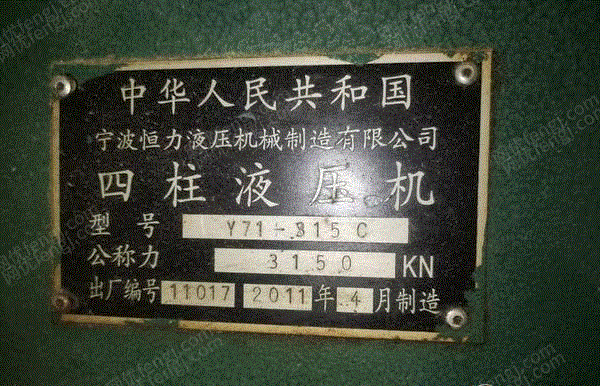 中华人民共和国
宁波恒力液压机械制造有限公司
四柱液压机
型号 Y71-315C
公称力 3150 KN
出厂编号 11017 2011年 4月制造